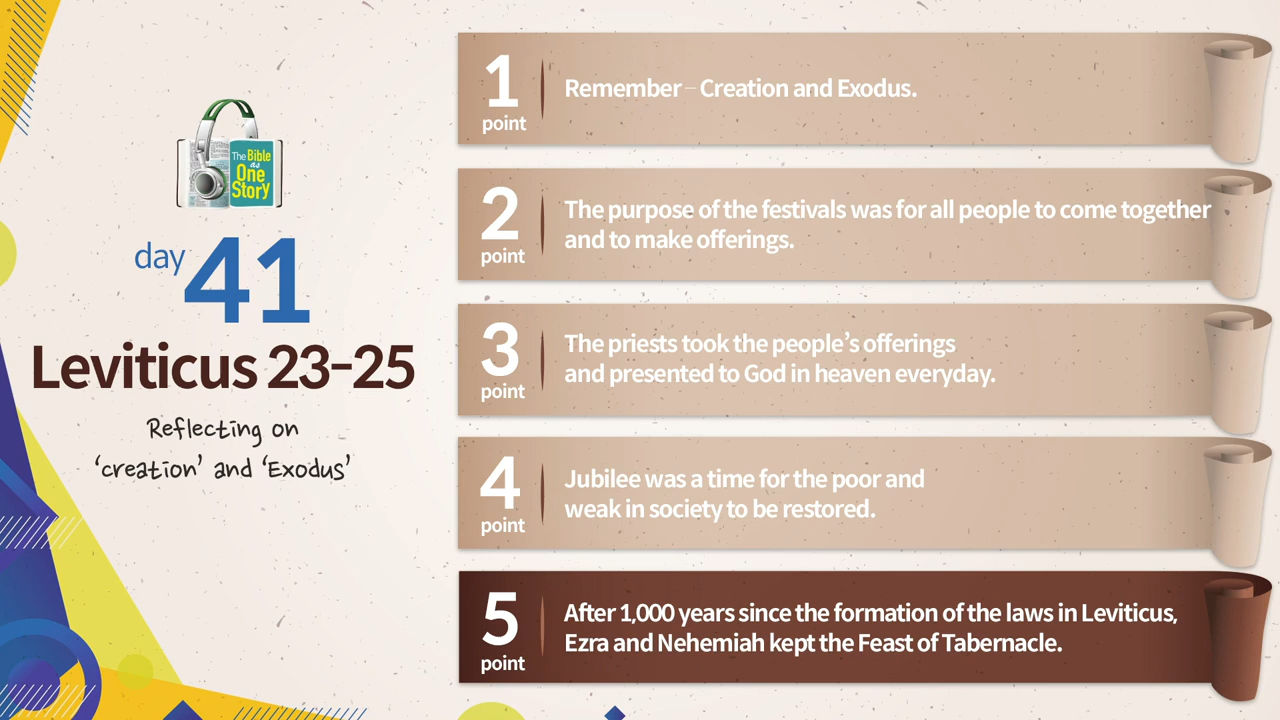 The Bible
as
One
Story
day 41
Leviticus 23-25
Reflecting on
‘creation’ and ‘Exodus’
1
point
Remember – Creation and Exodus.
2
point
The purpose of the festivals was for all people to come together
and to make offerings.
3
point
The priests took the people’s offerings
and presented to God in heaven everyday.
4
point
Jubilee was a time for the poor and
weak in society to be restored.
5
point
After 1,000 years since the formation of the laws in Leviticus,
Ezra and Nehemiah kept the Feast of Tabernacle.